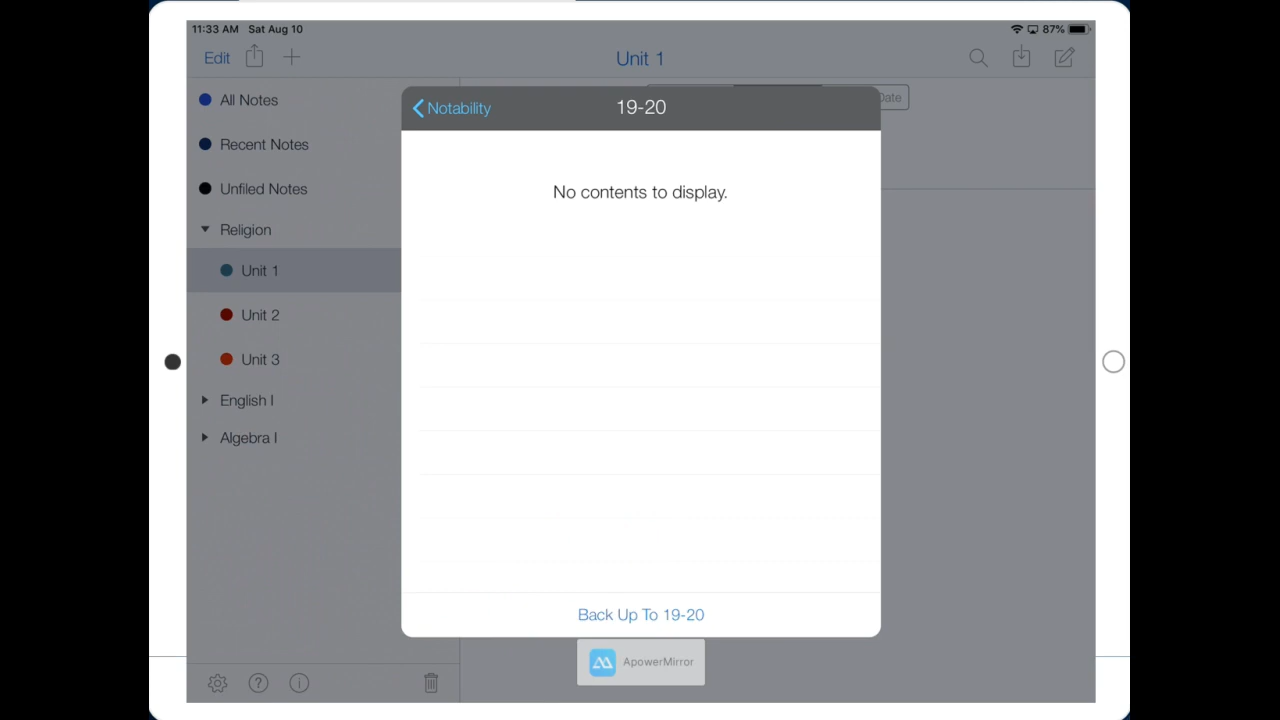 11:33 AM Sat Aug 10
87%
Edit
Unit 1
All Notes
Date
Notability
19-20
Recent Notes
No contents to display.
Unfiled Notes
Religion
Unit 1
Unit 2
Unit 3
English I
Algebra I
Back Up To 19-20
ApowerMirror